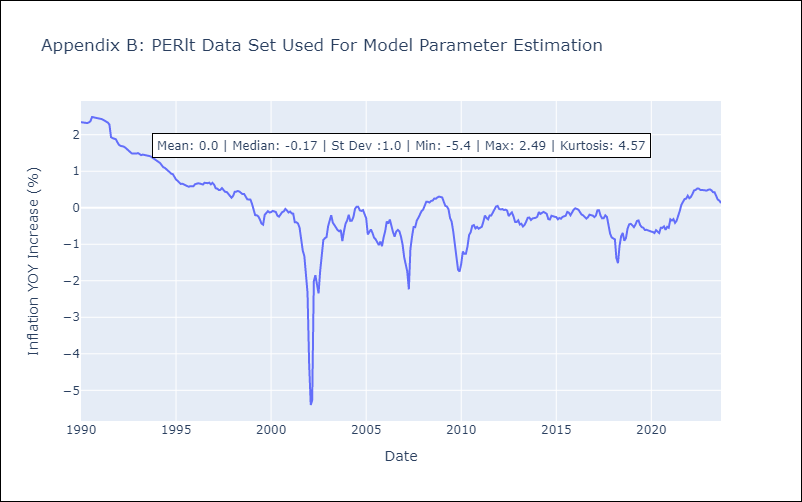 Appendix B: PERlt Data Set Used For Model Parameter Estimation
Mean: 0.0 | Median: -0.17 | St Dev :1.0 | Min: -5.4 | Max: 2.49 | Kurtosis: 4.57
Inflation YOY Increase (%)
2
1
0
−1
−2
−3
−4
−5
1990 1995 2000 2005 2010 2015 2020
Date